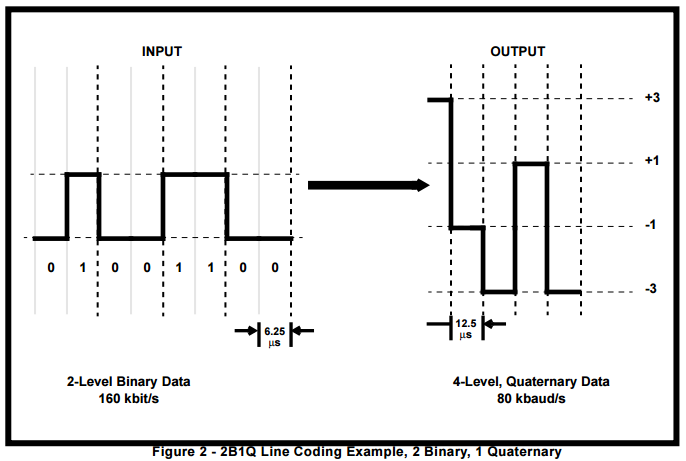 INPUT
OUTPUT
+3
+1
-1
-3
0 1 0 0 1 1 0 0
6.25
µs
12.5
µs
2-Level Binary Data
160 kbit/s
4-Level, Quaternary Data
80 kbaud/s
Figure 2 - 2B1Q Line Coding Example, 2 Binary, 1 Quaternary